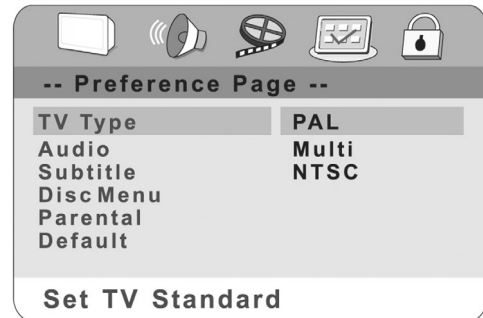 -- Preference Page --
TV Type PAL
Audio Multi
Subtitle NTSC
Disc Menu
Parental
Default
Set TV Standard